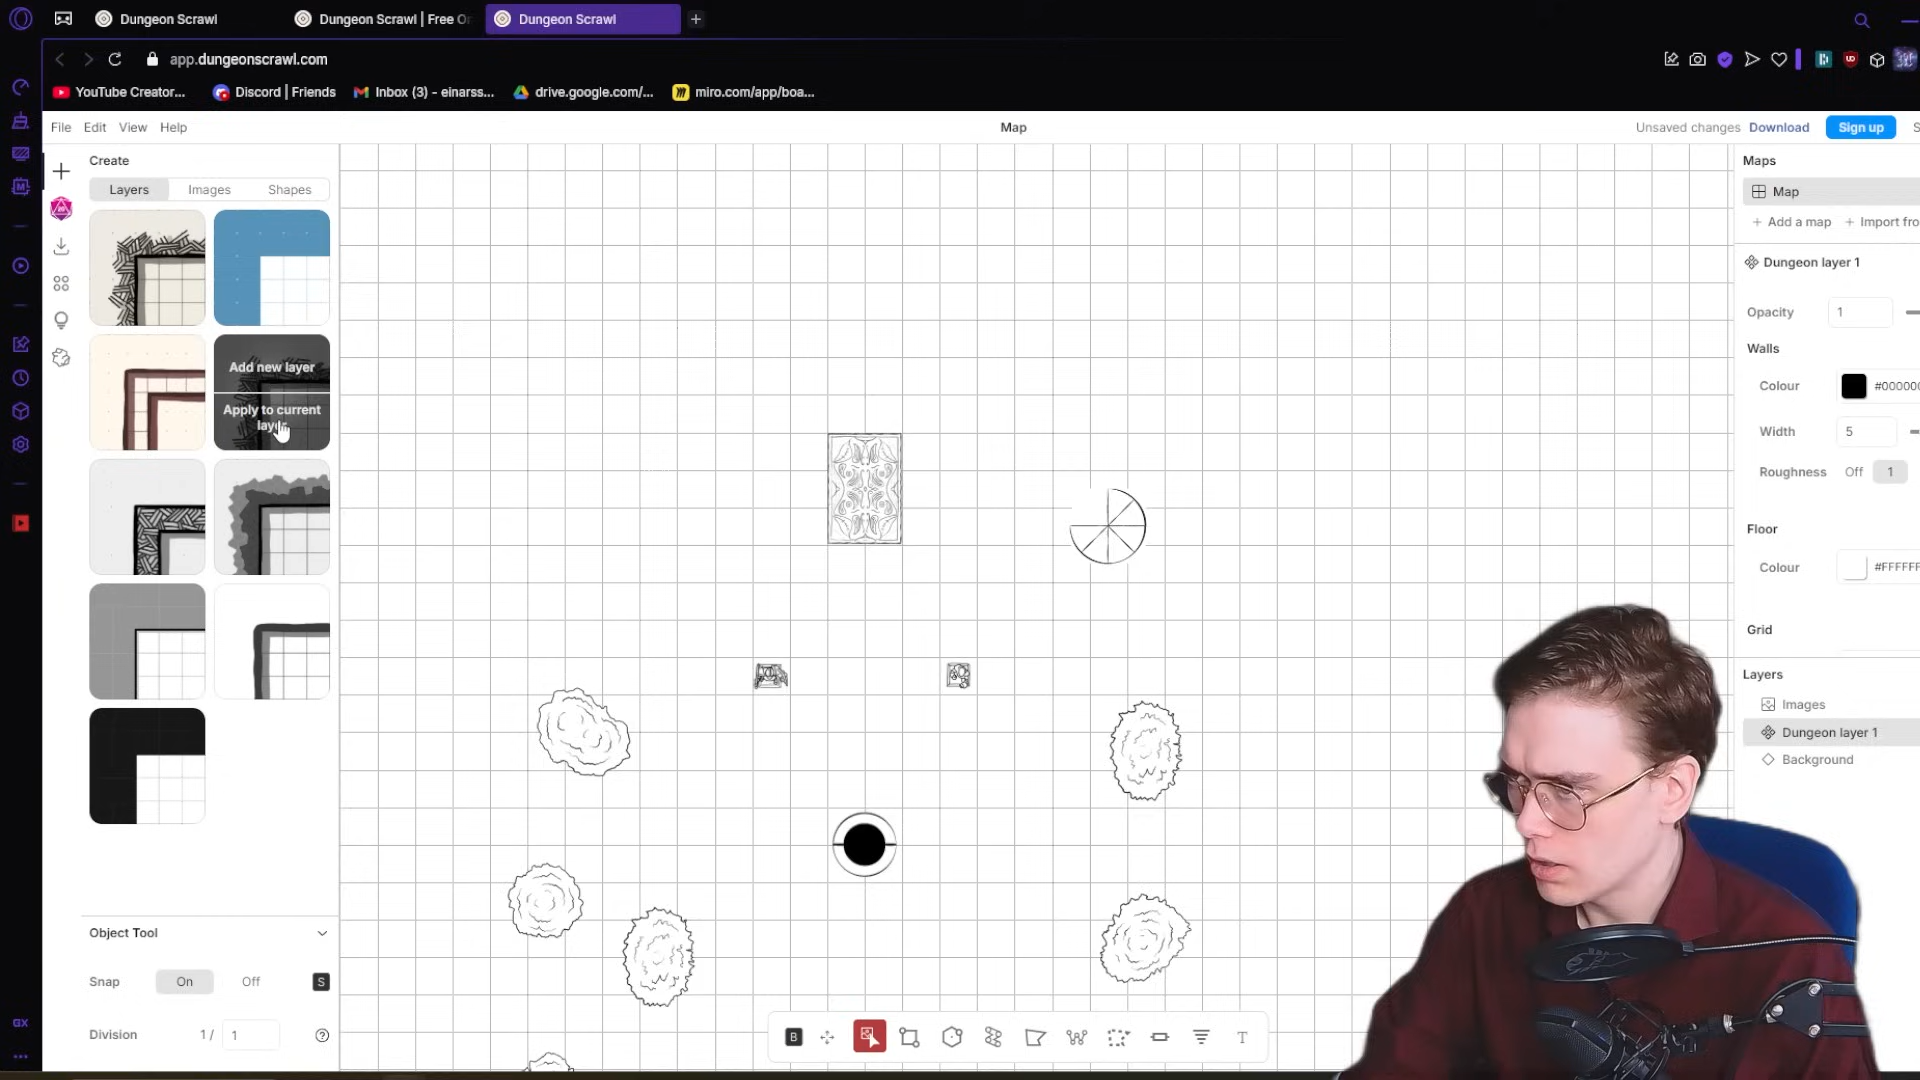 Dungeon Scrawl
Dungeon Scrawl | Free On
Dungeon Scrawl
app.dungeonscrawl.com
YouTube Creator...
Discord | Friends
Inbox (3) - einarss...
drive.google.com/...
miro.com/app/boa...
File Edit View Help
Map
Unsaved changes Download Sign up S
Create
Layers Images Shapes
Add new layer
Apply to current
layer
Object Tool
Snap On Off S
Division 1 / 1
B
T
GX
Maps
Map
+ Add a map + Import fro
Dungeon layer 1
Opacity 1
Walls
Colour #000000
Width 5
Roughness Off 1
Floor
Colour #FFFFFF
Grid
Layers
Images
Dungeon layer 1
Background